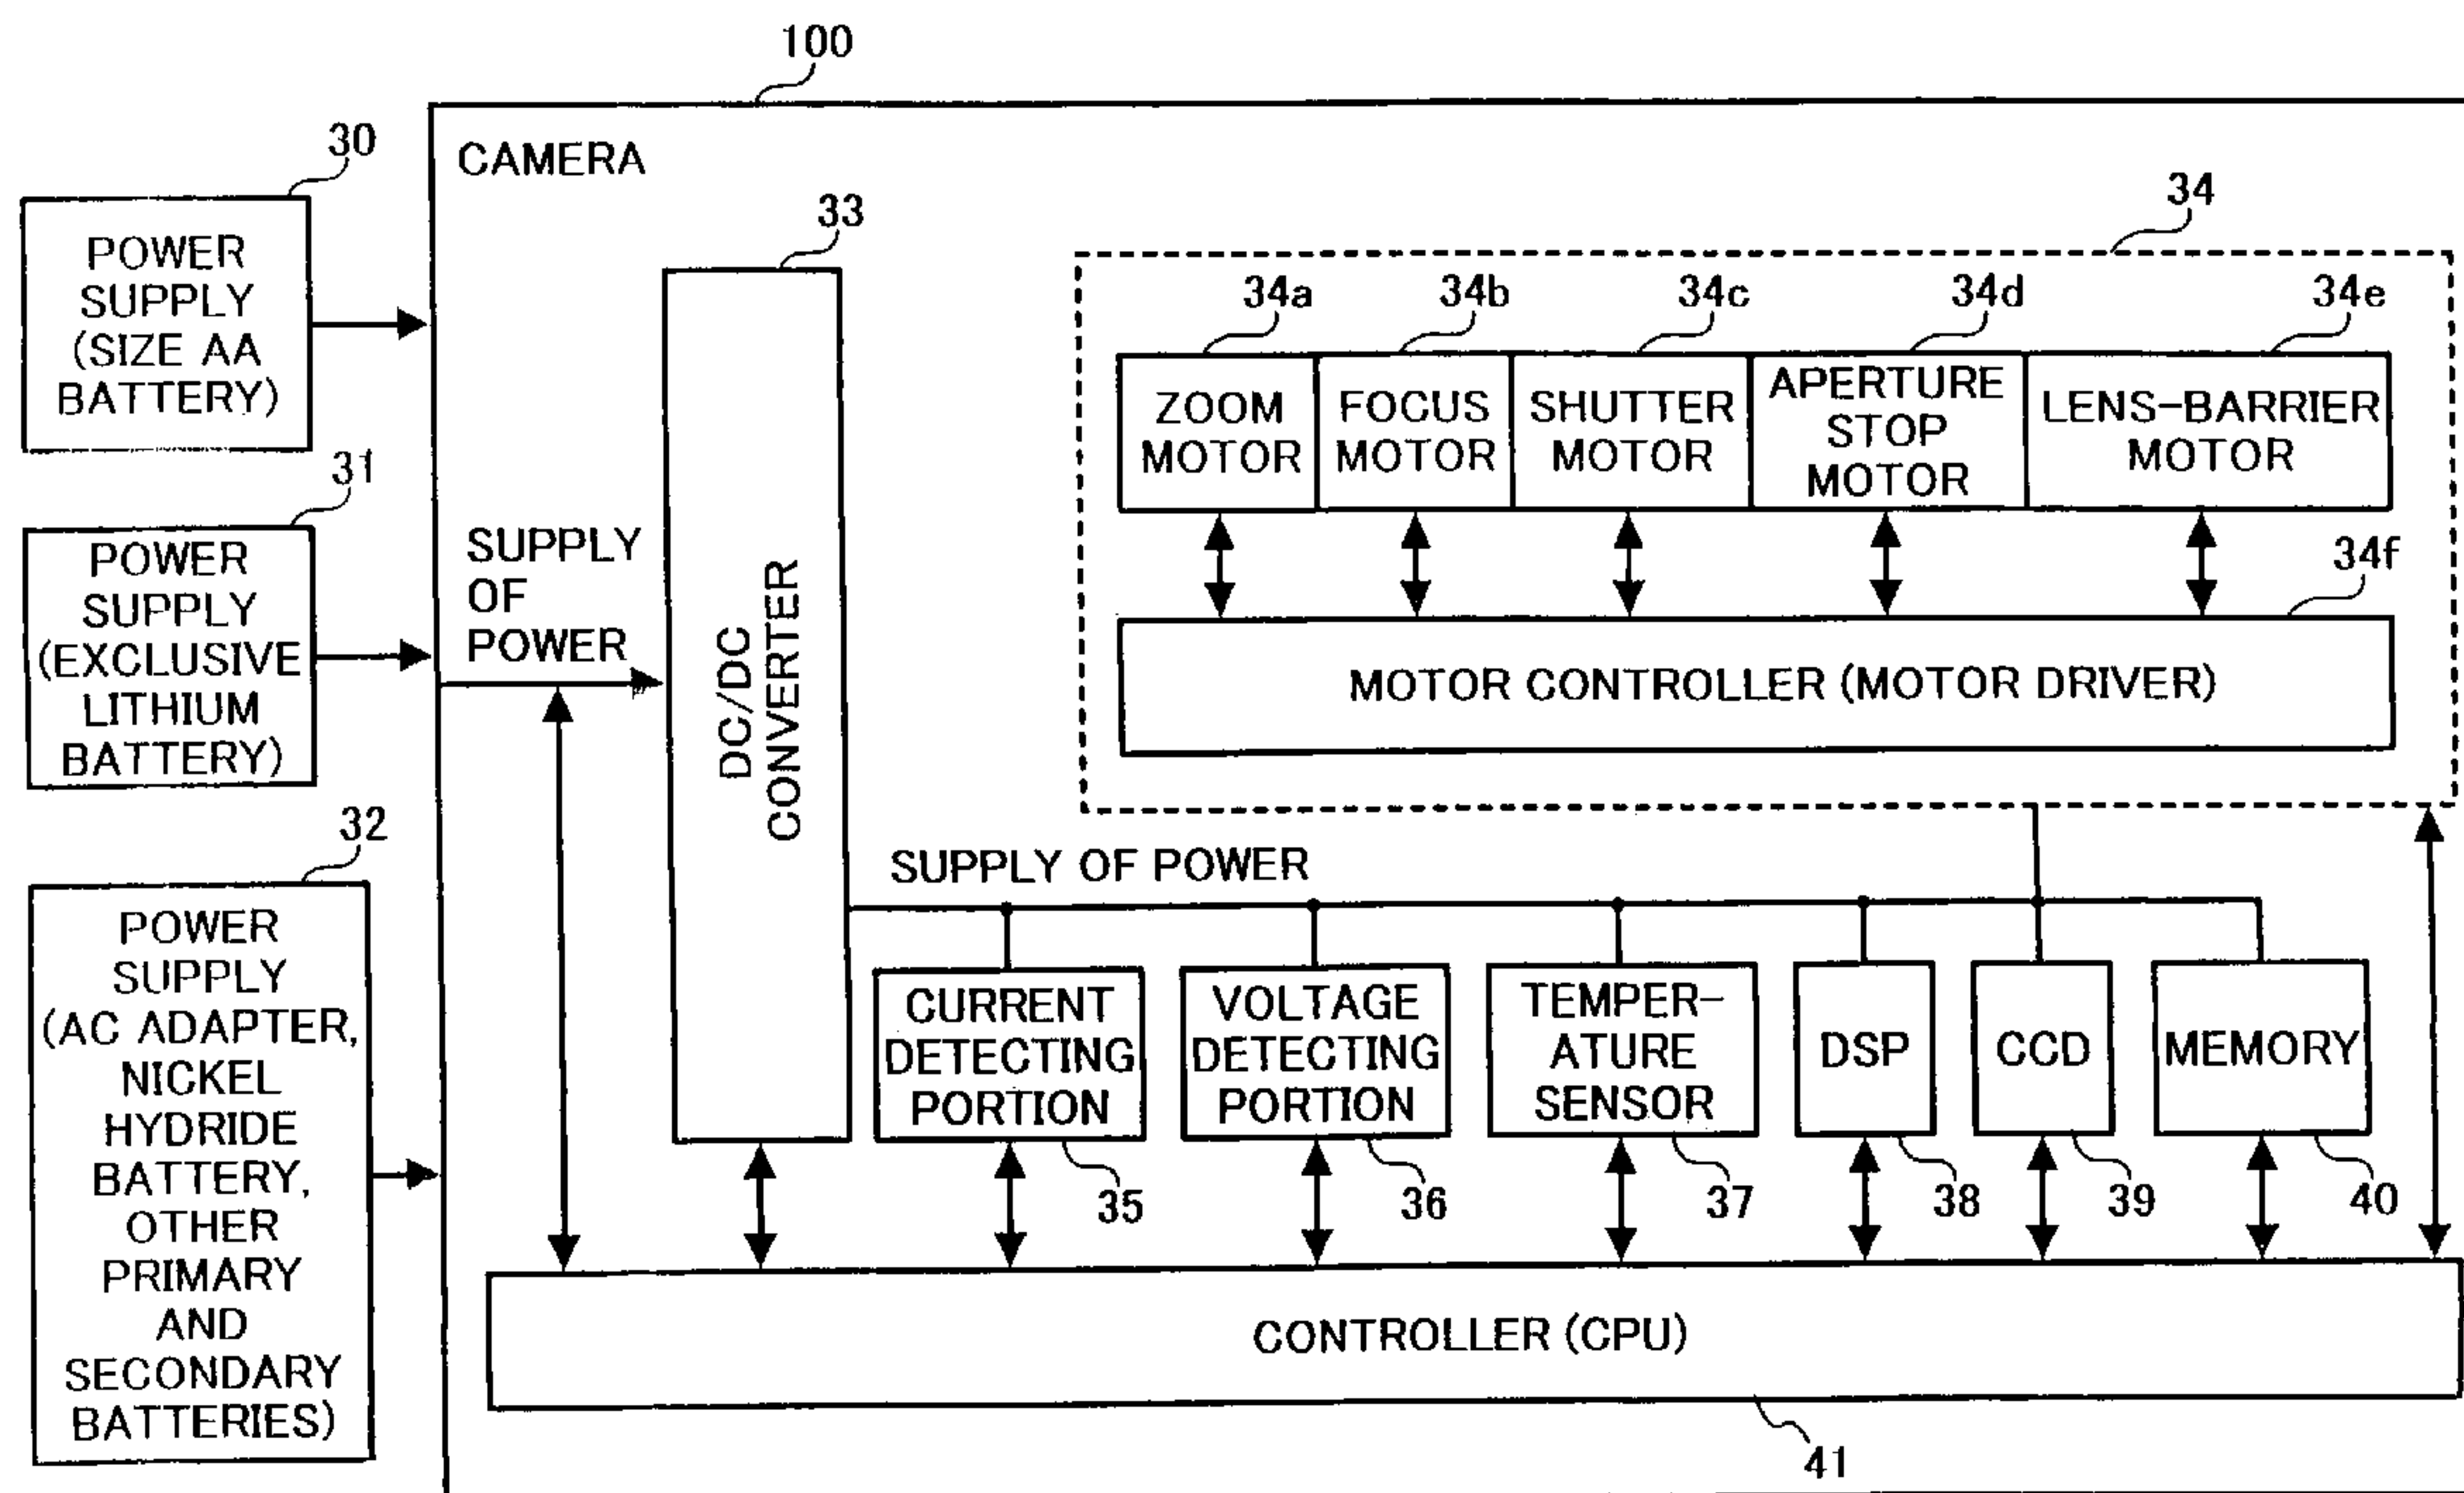 100
CAMERA
30
POWER
SUPPLY
(SIZE AA
BATTERY)
31
POWER
SUPPLY
(EXCLUSIVE
LITHIUM
BATTERY)
32
POWER
SUPPLY
(AC ADAPTER,
NICKEL
HYDRIDE
BATTERY,
OTHER
PRIMARY
AND
SECONDARY
BATTERIES)
SUPPLY
OF
POWER
33
DC/DC
CONVERTER
34
34a
34b
34c
34d
34e
ZOOM
MOTOR
FOCUS
MOTOR
SHUTTER
MOTOR
APERTURE
STOP
MOTOR
LENS-BARRIER
MOTOR
34f
MOTOR CONTROLLER (MOTOR DRIVER)
SUPPLY OF POWER
CURRENT
DETECTING
PORTION
35
VOLTAGE
DETECTING
PORTION
36
TEMPER-
ATURE
SENSOR
37
DSP
38
CCD
39
MEMORY
40
CONTROLLER (CPU)
41